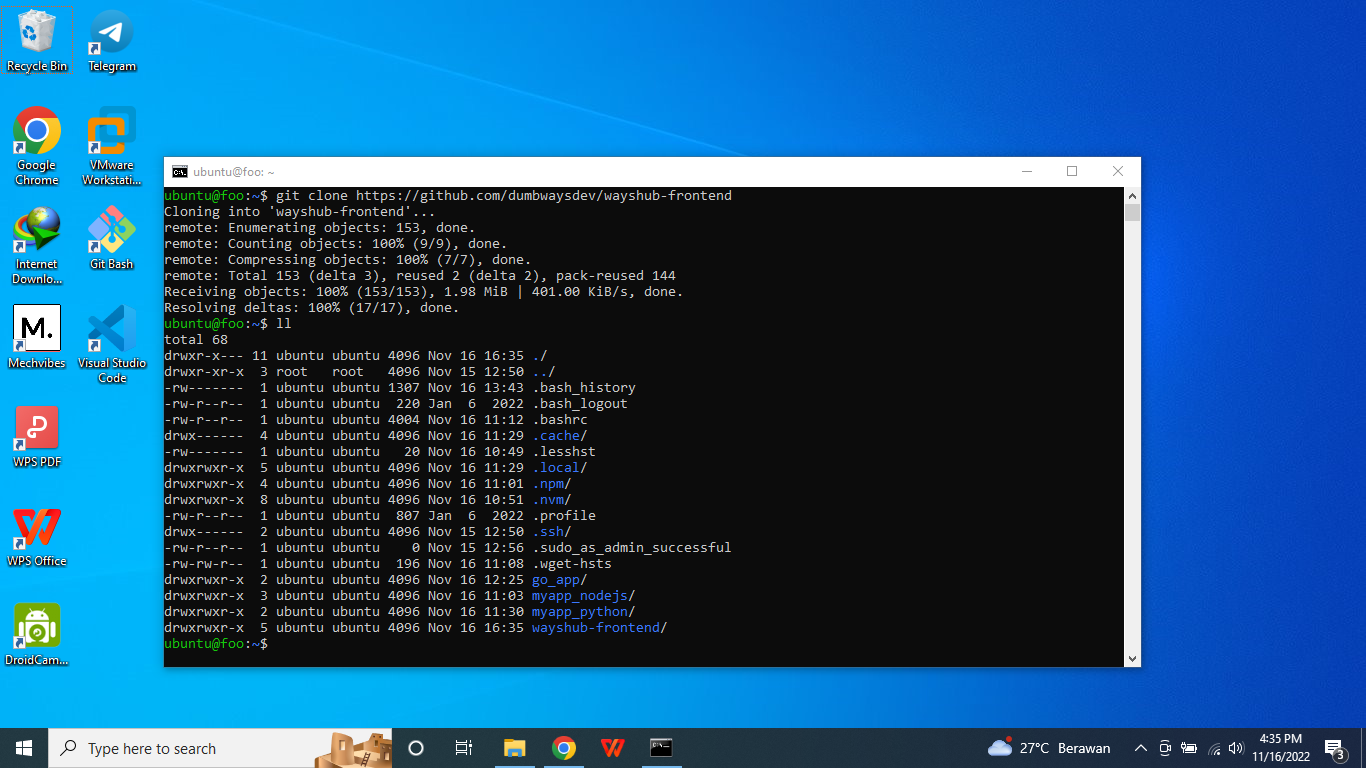 Recycle Bin
Telegram
Google
Chrome
VMware
Workstati...
Internet
Downlo...
Git Bash
M.
Mechvibes
Visual Studio
Code
WPS PDF
WPS Office
DroidCam...
C:\.
ubuntu@foo: ~
ubuntu@foo:~$ git clone https://github.com/dumbwaysdev/wayshub-frontend
Cloning into 'wayshub-frontend'...
remote: Enumerating objects: 153, done.
remote: Counting objects: 100% (9/9), done.
remote: Compressing objects: 100% (7/7), done.
remote: Total 153 (delta 3), reused 2 (delta 2), pack-reused 144
Receiving objects: 100% (153/153), 1.98 MiB | 401.00 KiB/s, done.
Resolving deltas: 100% (17/17), done.
ubuntu@foo:~$ ll
total 68
drwxr-x--- 11 ubuntu ubuntu 4096 Nov 16 16:35 ./
drwxr-xr-x  3 root   root   4096 Nov 15 12:50 ../
-rw-------  1 ubuntu ubuntu 1307 Nov 16 13:43 .bash_history
-rw-r--r--  1 ubuntu ubuntu  220 Jan  6  2022 .bash_logout
-rw-r--r--  1 ubuntu ubuntu 4004 Nov 16 11:12 .bashrc
drwx------  4 ubuntu ubuntu 4096 Nov 16 11:29 .cache/
-rw-------  1 ubuntu ubuntu   20 Nov 16 10:49 .lesshst
drwxrwxr-x  5 ubuntu ubuntu 4096 Nov 16 11:29 .local/
drwxrwxr-x  4 ubuntu ubuntu 4096 Nov 16 11:01 .npm/
drwxrwxr-x  8 ubuntu ubuntu 4096 Nov 16 10:51 .nvm/
-rw-r--r--  1 ubuntu ubuntu  807 Jan  6  2022 .profile
drwx------  2 ubuntu ubuntu 4096 Nov 15 12:50 .ssh/
-rw-r--r--  1 ubuntu ubuntu    0 Nov 15 12:56 .sudo_as_admin_successful
-rw-rw-r--  1 ubuntu ubuntu  196 Nov 16 11:08 .wget-hsts
drwxrwxr-x  2 ubuntu ubuntu 4096 Nov 16 12:25 go_app/
drwxrwxr-x  3 ubuntu ubuntu 4096 Nov 16 11:03 myapp_nodejs/
drwxrwxr-x  2 ubuntu ubuntu 4096 Nov 16 11:30 myapp_python/
drwxrwxr-x  5 ubuntu ubuntu 4096 Nov 16 16:35 wayshub-frontend/
ubuntu@foo:~$
Type here to search
27°C Berawan
4:35 PM
11/16/2022
3